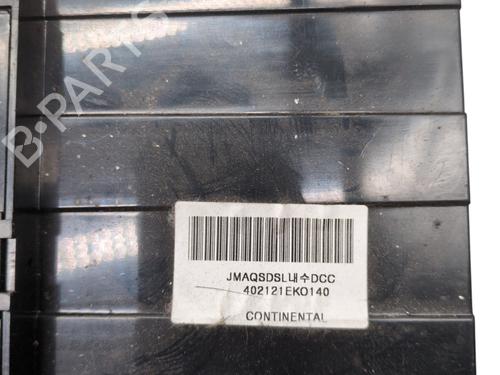 B-PARTS
JMAQSDSL내수DCC
402121EK0140
CONTINENTAL